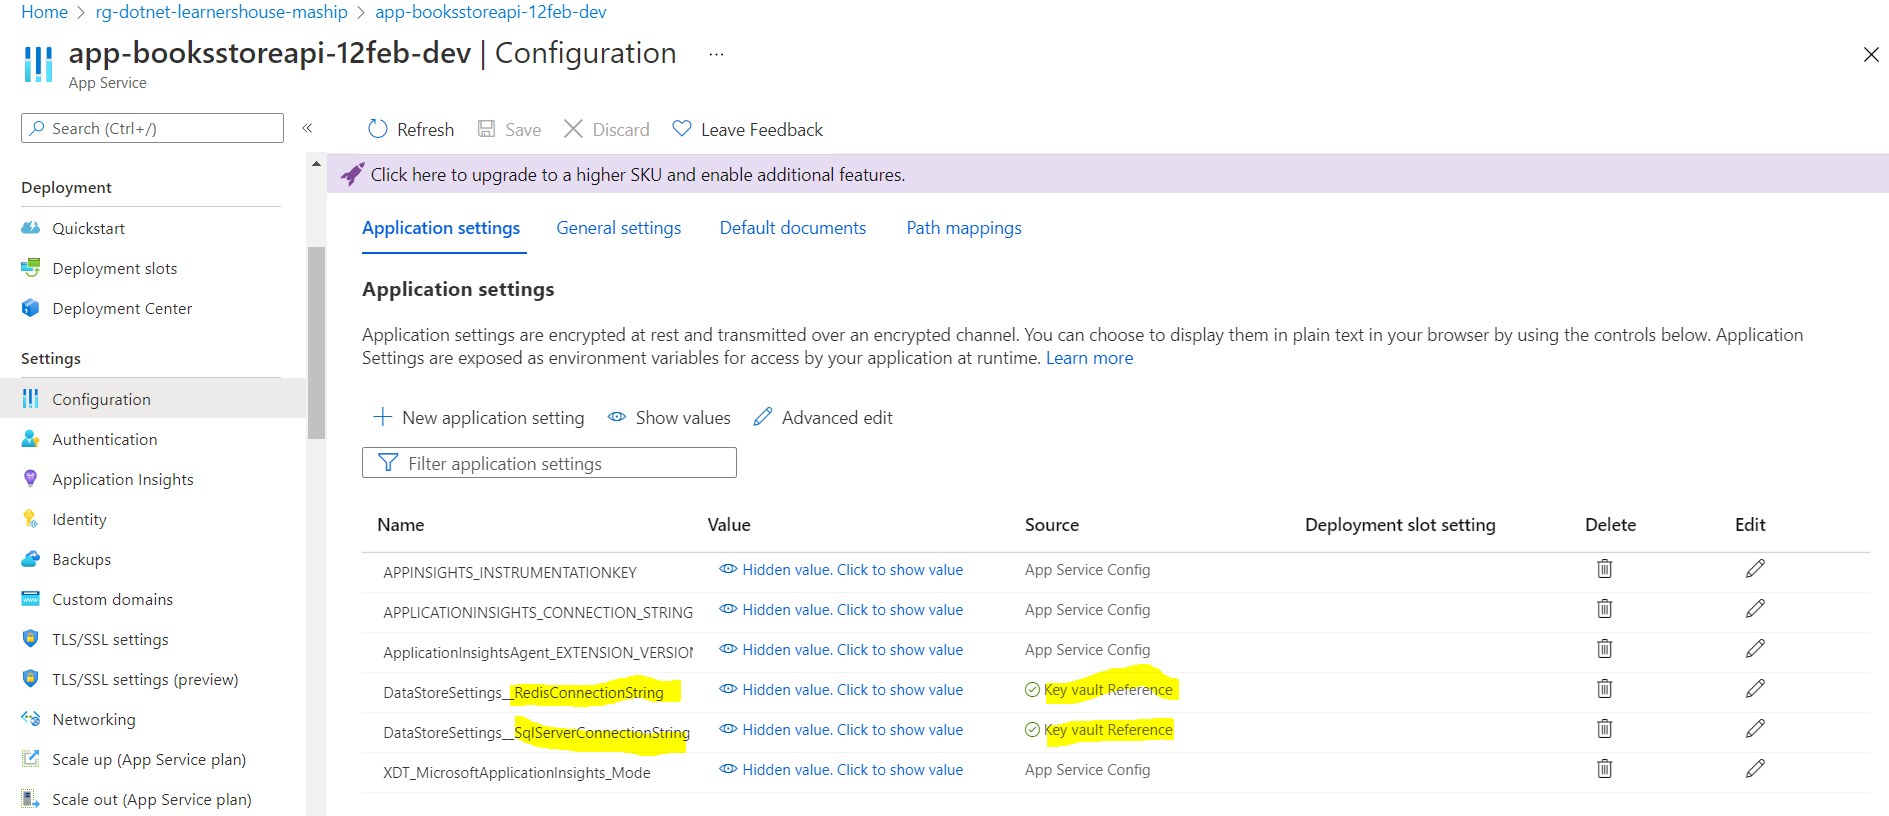 Home > rg-dotnet-learnershouse-maship > app-booksstoreapi-12feb-dev
app-booksstoreapi-12feb-dev | Configuration ...
App Service
Search (Ctrl+/)
«
Refresh
Save
Discard
Leave Feedback
Click here to upgrade to a higher SKU and enable additional features.
Deployment
Quickstart
Deployment slots
Deployment Center
Settings
Configuration
Authentication
Application Insights
Identity
Backups
Custom domains
TLS/SSL settings
TLS/SSL settings (preview)
Networking
Scale up (App Service plan)
Scale out (App Service plan)
Application settings General settings Default documents Path mappings
Application settings
Application settings are encrypted at rest and transmitted over an encrypted channel. You can choose to display them in plain text in your browser by using the controls below. Application
Settings are exposed as environment variables for access by your application at runtime. Learn more
New application setting Show values Advanced edit
Filter application settings
Name Value Source Deployment slot setting Delete Edit
APPINSIGHTS_INSTRUMENTATIONKEY Hidden value. Click to show value App Service Config
APPLICATIONINSIGHTS_CONNECTION_STRING Hidden value. Click to show value App Service Config
ApplicationInsightsAgent_EXTENSION_VERSION Hidden value. Click to show value App Service Config
DataStoreSettings__RedisConnectionString Hidden value. Click to show value Key vault Reference
DataStoreSettings__SqlServerConnectionString Hidden value. Click to show value Key vault Reference
XDT_MicrosoftApplicationInsights_Mode Hidden value. Click to show value App Service Config